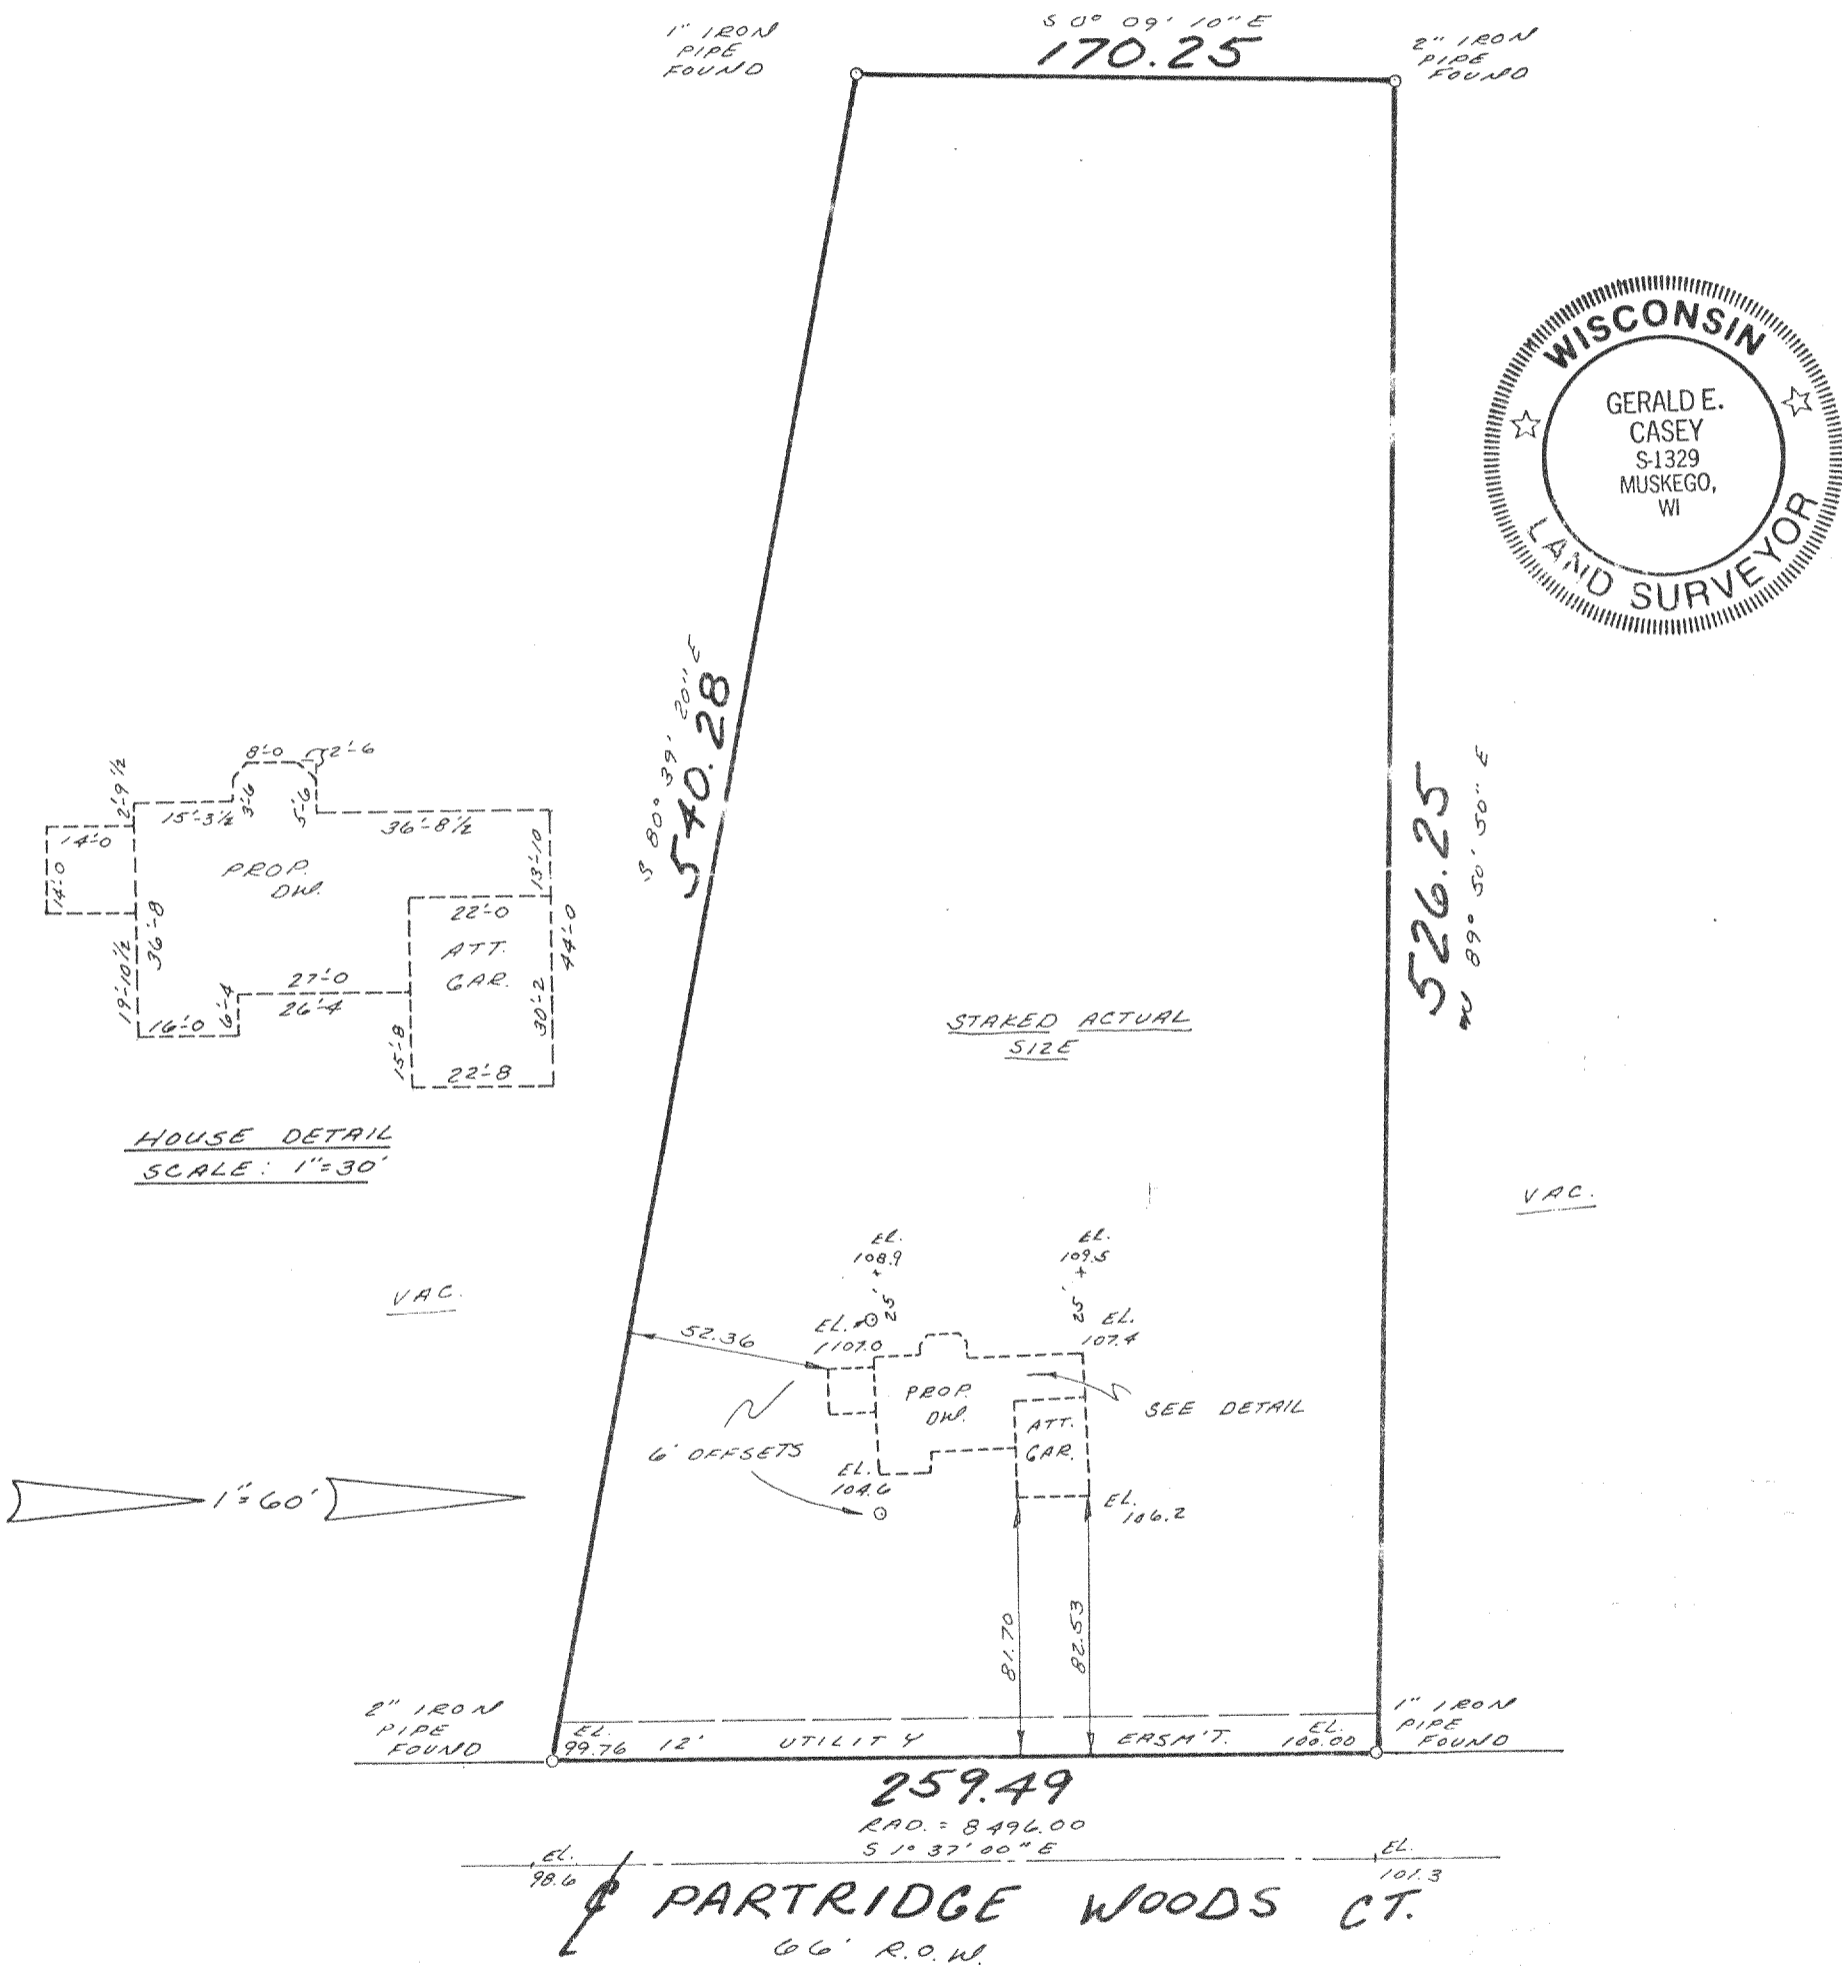 1" IRON
PIPE
FOUND
S 0° 09' 10" E
170.25
2" IRON
PIPE
FOUND
WISCONSIN
GERALD E.
CASEY
S-1329
MUSKEGO,
WI
LAND SURVEYOR
S 80° 39' 20" E
540.28
526.25
N 89° 50' 50" E
8'-0
2'-6
2'-9 1/2
15'-3 1/2
3'-6
5'-6
36'-8 1/2
14'-0
14'-0
PROP.
DW.
13'-10
22'-0
ATT.
GAR.
44'-0
36'-8
19'-10 1/2
27'-0
26'-4
6'-4
16'-0
30'-2
15'-8
22'-8
HOUSE DETAIL
SCALE: 1"=30'
STAKED ACTUAL
SIZE
VAC.
VAC.
EL.
108.9
EL.
109.5
25'
25'
EL.
107.0
EL.
107.4
52.36
PROP.
DW.
ATT.
GAR.
SEE DETAIL
6' OFFSETS
EL.
104.6
EL.
106.2
1"=60'
81.70
82.53
2" IRON
PIPE
FOUND
EL.
99.76
12' UTILITY EASM'T.
EL.
100.00
1" IRON
PIPE
FOUND
259.49
RAD. = 8496.00
S 1° 37' 00" E
EL.
98.6
EL.
101.3
℄ PARTRIDGE WOODS CT.
66' R.O.W.